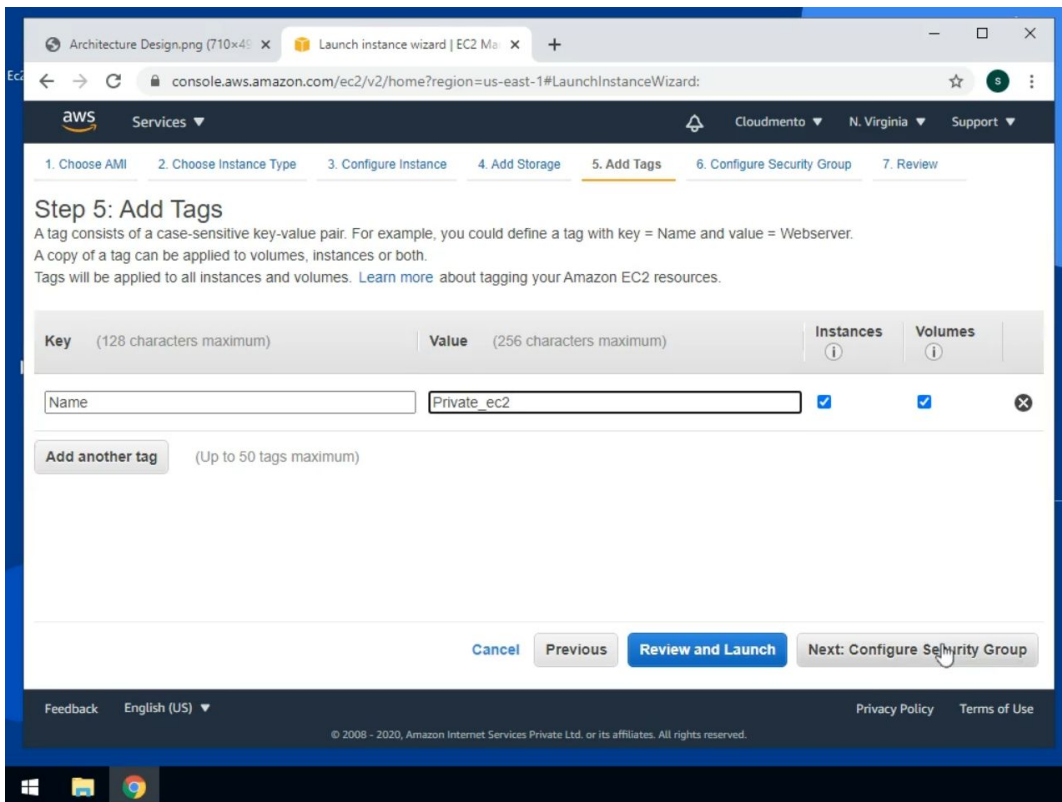 Architecture Design.png (710×49
Launch instance wizard | EC2 Ma
Ec2
console.aws.amazon.com/ec2/v2/home?region=us-east-1#LaunchInstanceWizard:
S
aws Services Cloudmento N. Virginia Support
1. Choose AMI 2. Choose Instance Type 3. Configure Instance 4. Add Storage 5. Add Tags 6. Configure Security Group 7. Review
Step 5: Add Tags
A tag consists of a case-sensitive key-value pair. For example, you could define a tag with key = Name and value = Webserver.
A copy of a tag can be applied to volumes, instances or both.
Tags will be applied to all instances and volumes. Learn more about tagging your Amazon EC2 resources.
Key (128 characters maximum) Value (256 characters maximum) Instances Volumes
Name Private_ec2
Add another tag (Up to 50 tags maximum)
Cancel Previous Review and Launch Next: Configure Security Group
Feedback English (US) Privacy Policy Terms of Use
© 2008 - 2020, Amazon Internet Services Private Ltd. or its affiliates. All rights reserved.